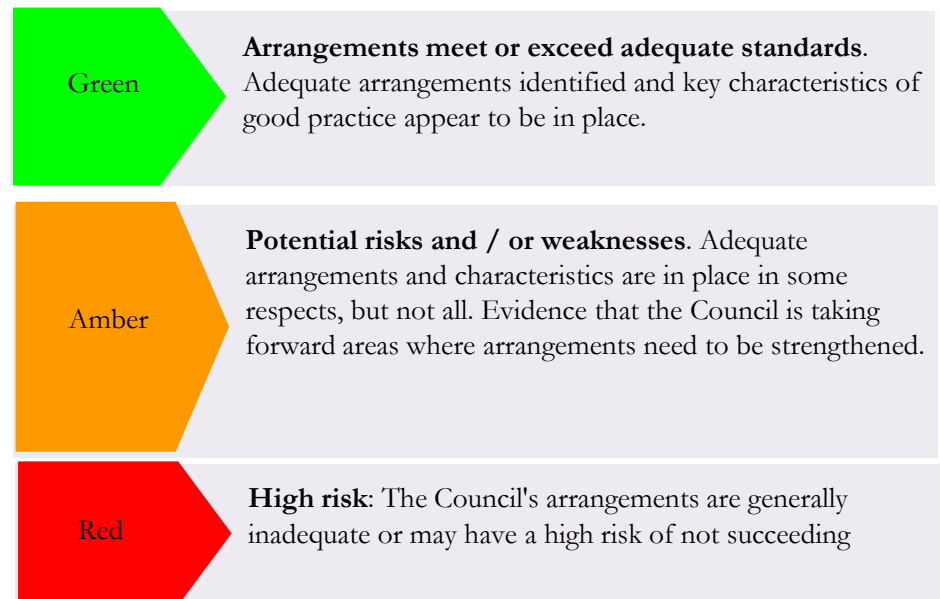 Green
Arrangements meet or exceed adequate standards.
Adequate arrangements identified and key characteristics of
good practice appear to be in place.
Amber
Potential risks and / or weaknesses. Adequate
arrangements and characteristics are in place in some
respects, but not all. Evidence that the Council is taking
forward areas where arrangements need to be strengthened.
Red
High risk: The Council's arrangements are generally
inadequate or may have a high risk of not succeeding